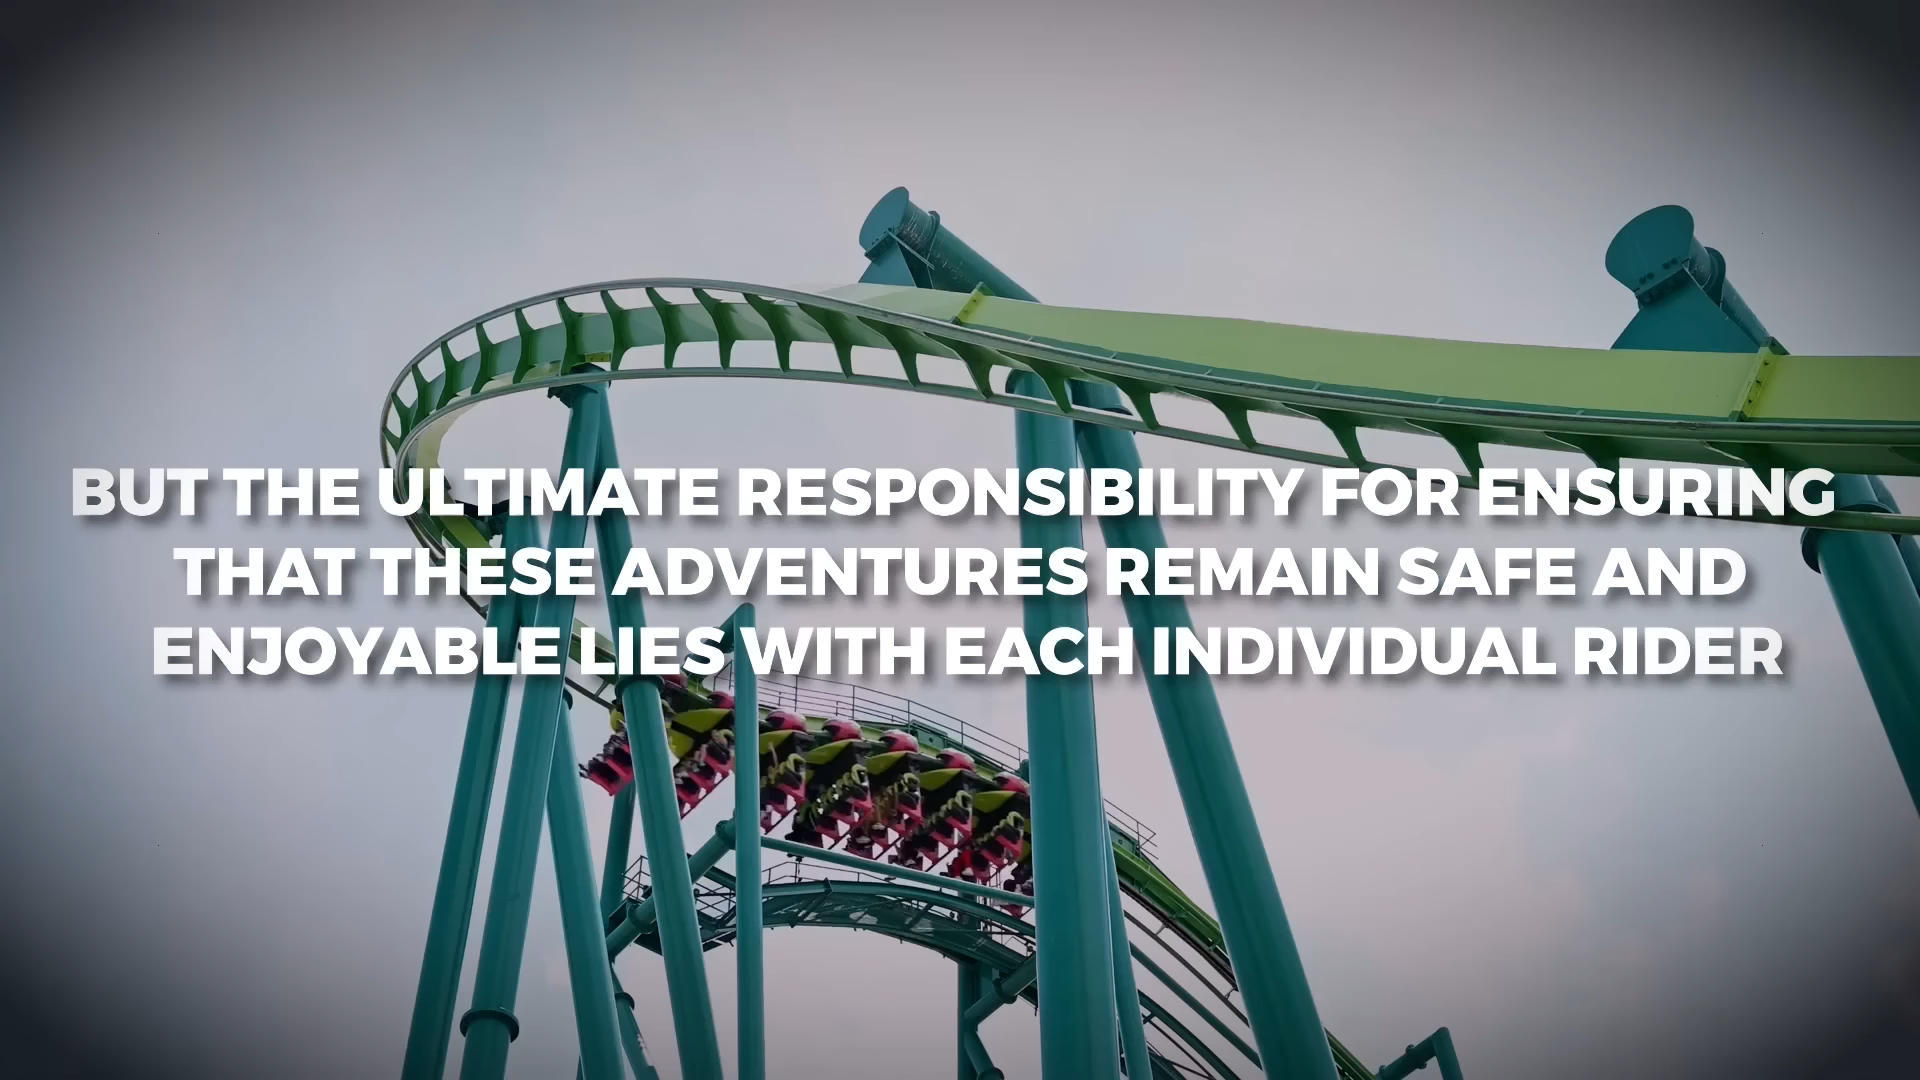 BUT THE ULTIMATE RESPONSIBILITY FOR ENSURING
THAT THESE ADVENTURES REMAIN SAFE AND
ENJOYABLE LIES WITH EACH INDIVIDUAL RIDER